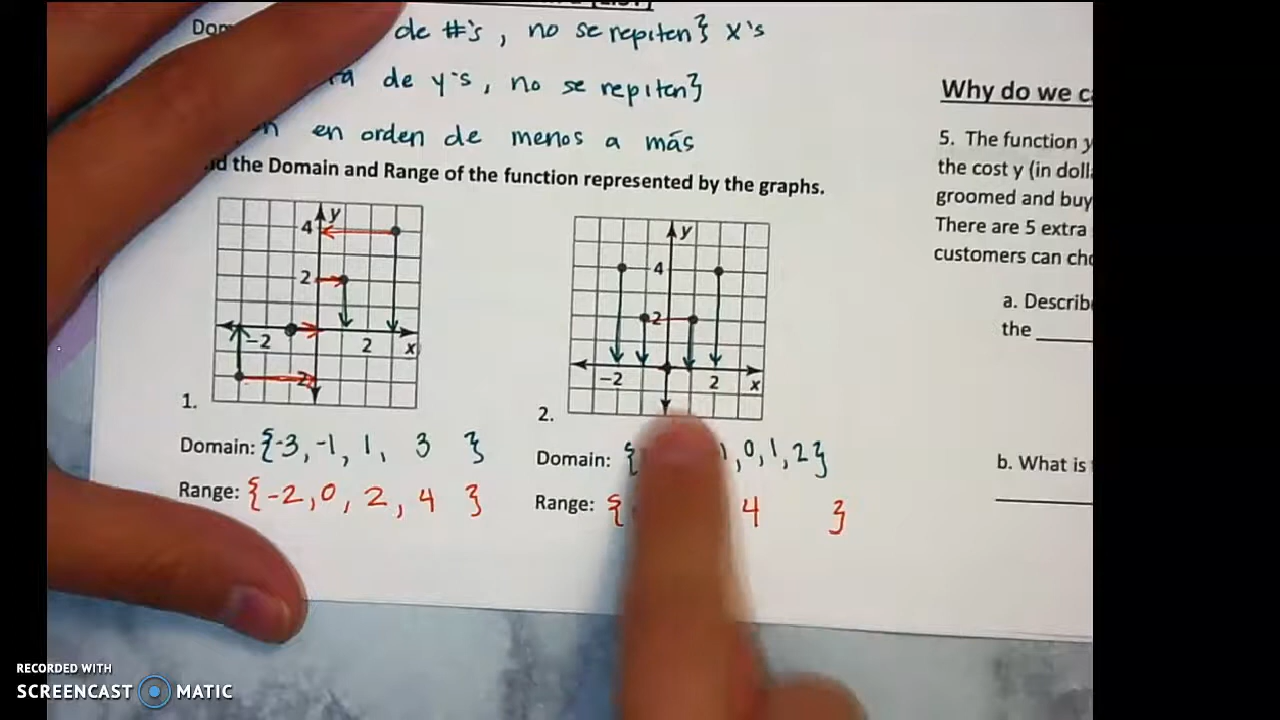 de #'s, no se repiten} x's
de y's, no se repiten}
en orden de menos a más
the Domain and Range of the function represented by the graphs.
y
4
2
-2
2
x
-2
1.
Domain: {-3, -1, 1, 3 }
Range: {-2, 0, 2, 4 }
y
4
2
-2
2
x
2.
Domain: { 1, 0, 1, 2}
Range: { 4 }
Why do we
5. The function y
the cost y (in
groomed and buy
There are 5 extra
customers can
a.
the ____
b. What is
RECORDED WITH
SCREENCAST MATIC